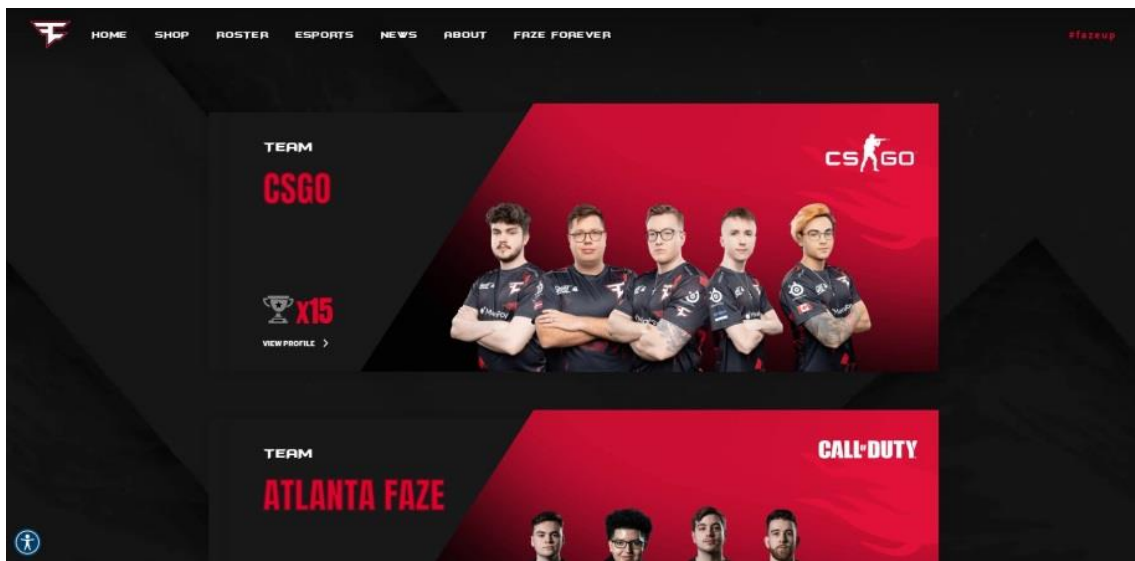 HOME SHOP ROSTER ESPORTS NEWS ABOUT FAZE FOREVER #fazeup
TEAM
CSGO
CS GO
x15
VIEW PROFILE >
TEAM
ATLANTA FAZE
CALL OF DUTY